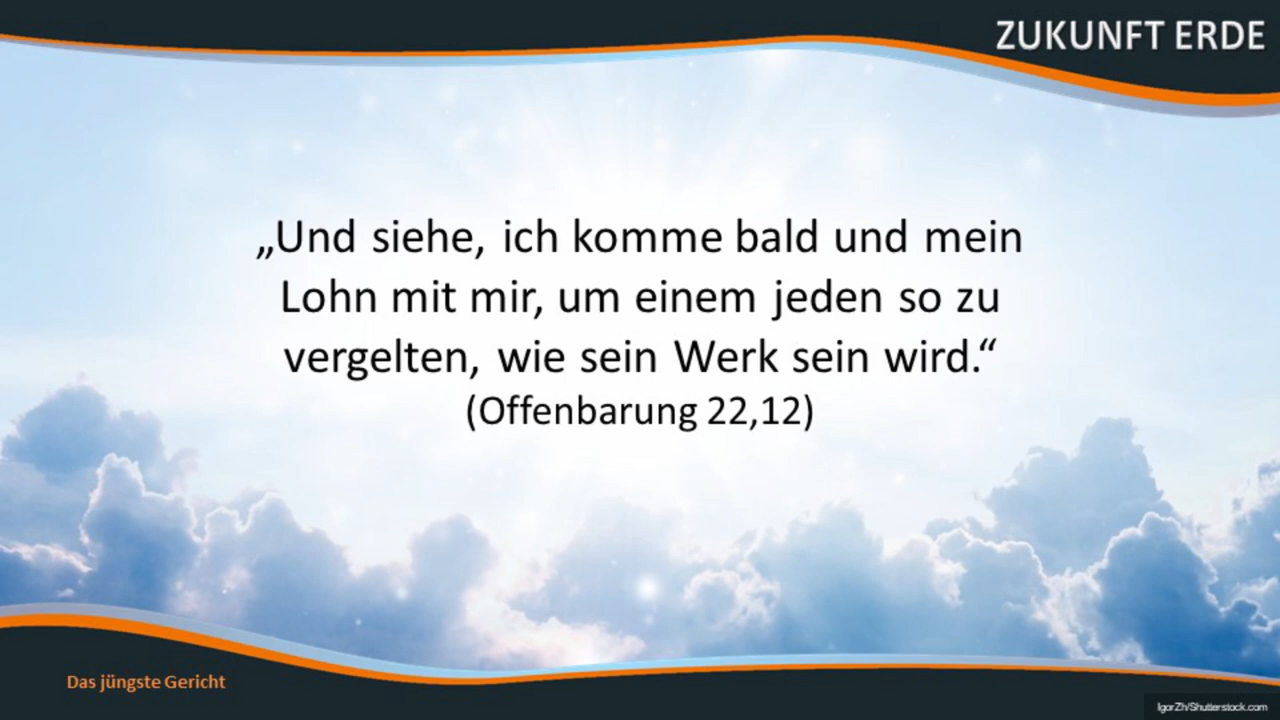 ZUKUNFT ERDE
„Und siehe, ich komme bald und mein
Lohn mit mir, um einem jeden so zu
vergelten, wie sein Werk sein wird.“
(Offenbarung 22,12)
Das jüngste Gericht
IgorZh/Shutterstock.com